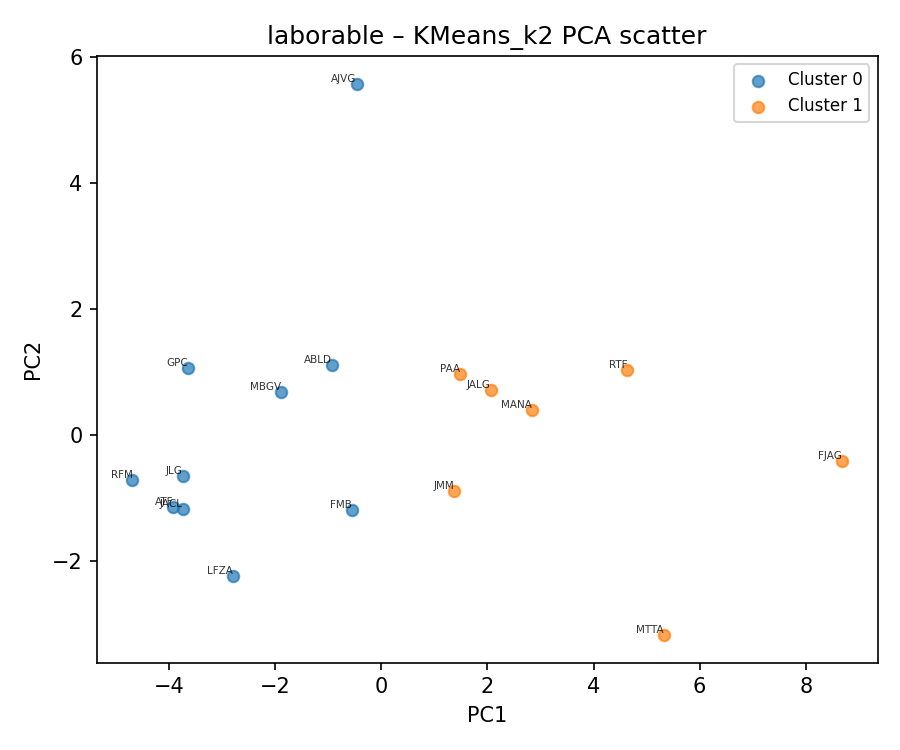 laborable – KMeans_k2 PCA scatter
Cluster 0
Cluster 1
6
4
2
0
−2
PC2
AJVG
GPC
ABLD
MBGV
PAA
JALG
MANA
RTF
FJAG
RFM
JLG
JACL
FMB
JMM
LFZA
MTTA
−4
−2
0
2
4
6
8
PC1